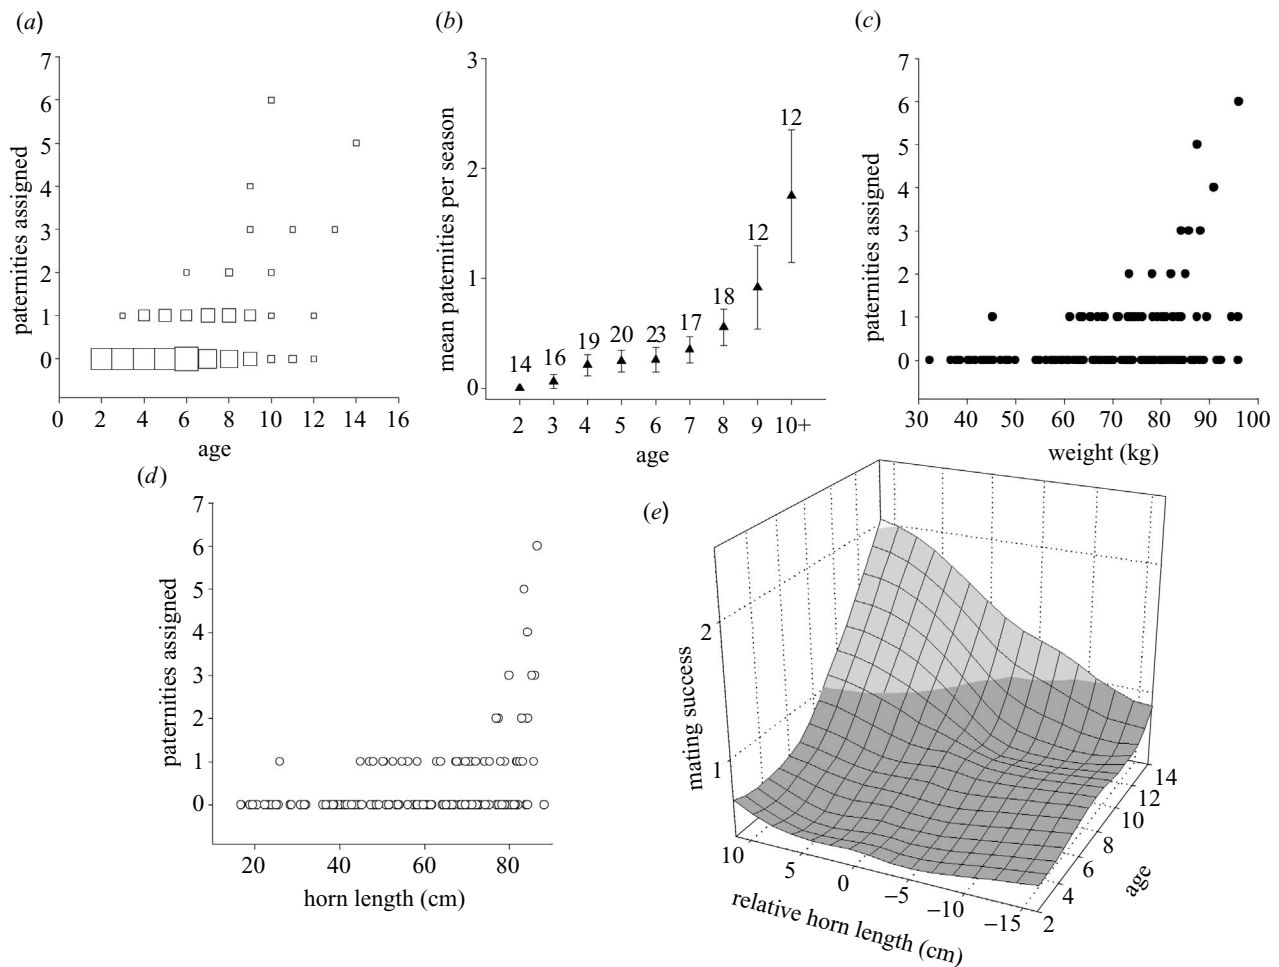 (a)
7
6
5
4
3
2
1
0
paternities assigned
0 2 4 6 8 10 12 14 16
age
(b)
3
2
1
0
mean paternities per season
14 16 19 20 23 17 18 12 12
2 3 4 5 6 7 8 9 10+
age
(c)
7
6
5
4
3
2
1
0
paternities assigned
30 40 50 60 70 80 90 100
weight (kg)
(d)
7
6
5
4
3
2
1
0
paternities assigned
20 40 60 80
horn length (cm)
(e)
2
1
mating success
10 5 0 −5 −10 −15
relative horn length (cm)
2 4 6 8 10 12 14
age